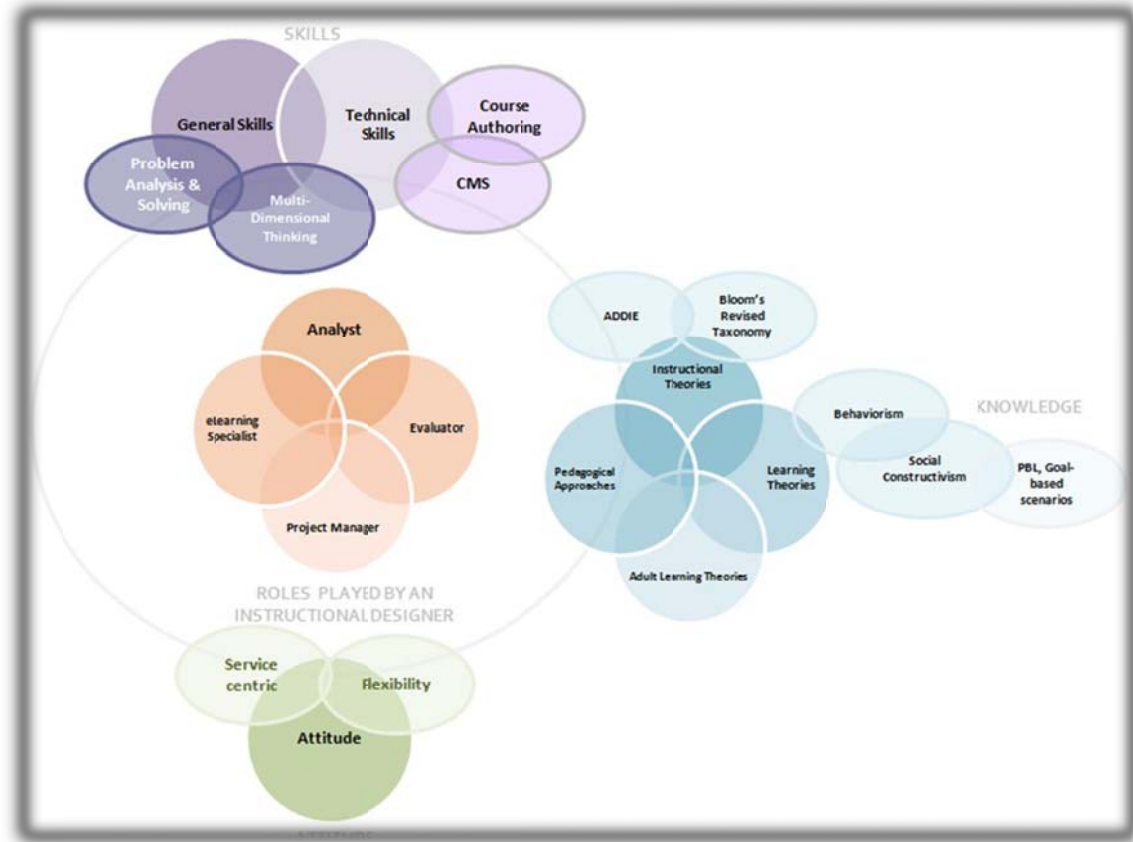 SKILLS
General Skills
Technical
Skills
Course
Authoring
CMS
Problem
Analysis &
Solving
Multi-
Dimensional
Thinking
Analyst
eLearning
Specialist
Evaluator
Project Manager
ROLES PLAYED BY AN
INSTRUCTIONAL DESIGNER
ADDIE
Bloom's
Revised
Taxonomy
Instructional
Theories
Pedagogical
Approaches
Learning
Theories
Adult Learning Theories
Behaviorism
Social
Constructivism
KNOWLEDGE
PBL, Goal-
based
scenarios
Service
centric
Flexibility
Attitude